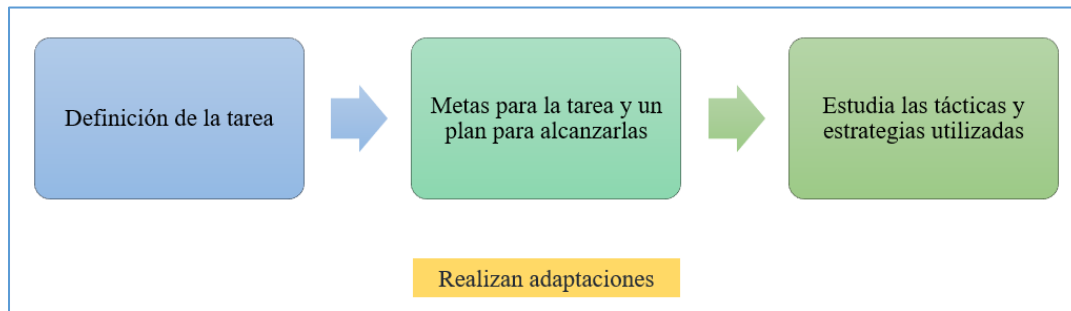 Definición de la tarea
Metas para la tarea y un
plan para alcanzarlas
Estudia las tácticas y
estrategias utilizadas
Realizan adaptaciones